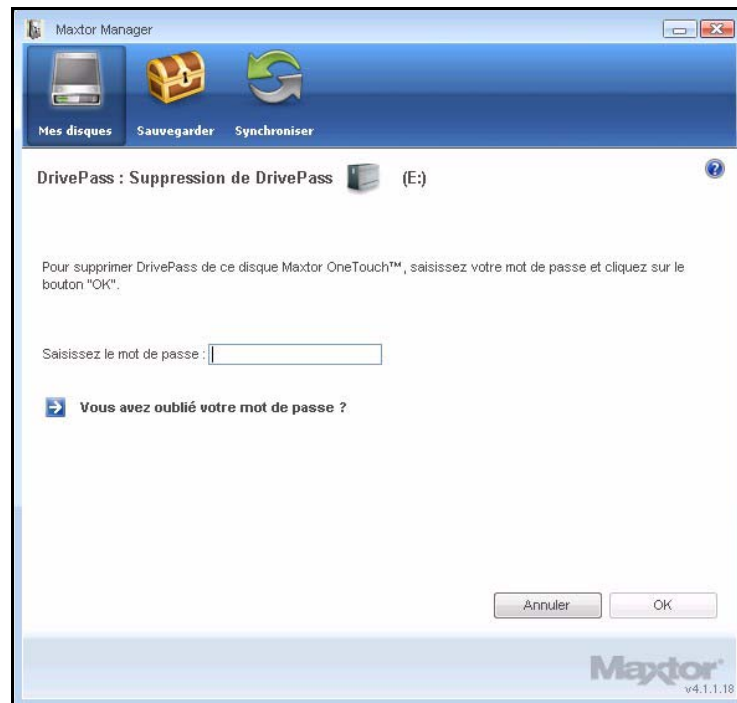 Maxtor Manager
Mes disques Sauvegarder Synchroniser
DrivePass : Suppression de DrivePass (E:)
Pour supprimer DrivePass de ce disque Maxtor OneTouch™, saisissez votre mot de passe et cliquez sur le
bouton "OK".
Saisissez le mot de passe :
Vous avez oublié votre mot de passe ?
Annuler OK
Maxtor
v4.1.1.18